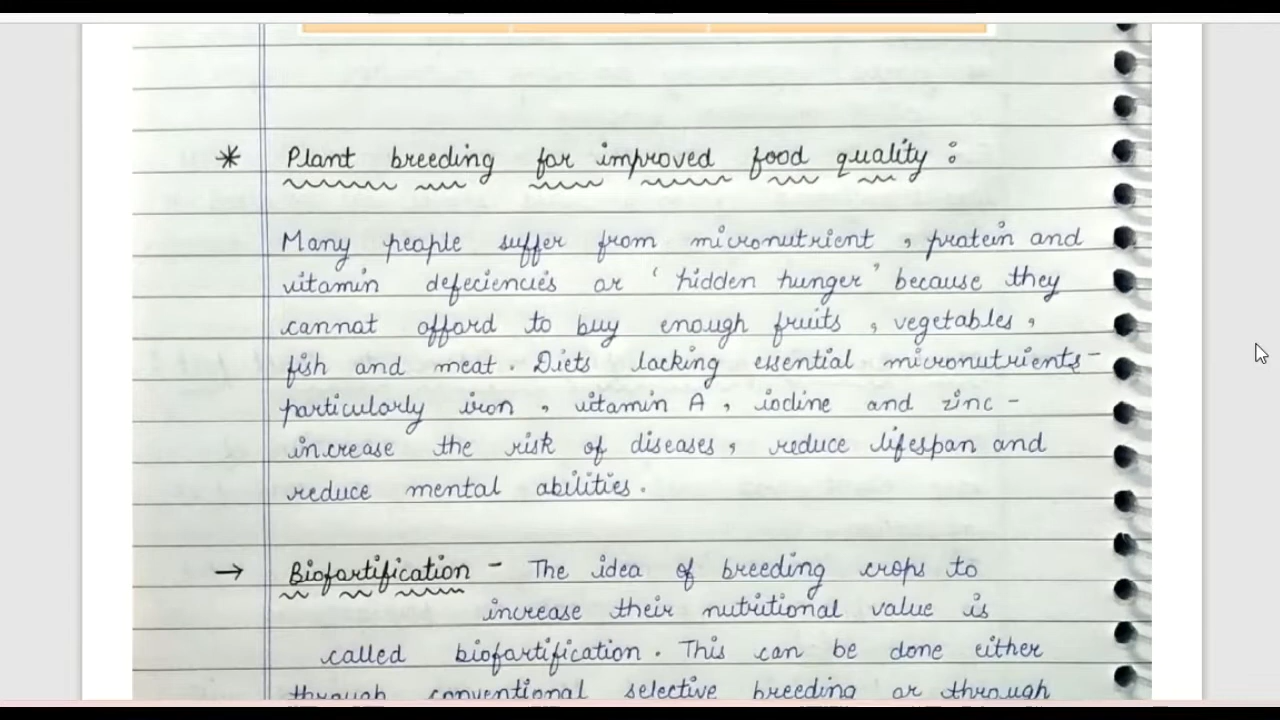 * Plant breeding for improved food quality :
Many people suffer from micronutrient , protein and
vitamin defeciencies or 'hidden hunger' because they
cannot afford to buy enough fruits , vegetables ,
fish and meat . Diets lacking essential micronutrients -
particularly iron , vitamin A , iodine and zinc -
increase the risk of diseases , reduce lifespan and
reduce mental abilities .
→ Biofortification - The idea of breeding crops to
increase their nutritional value is
called biofortification . This can be done either
through conventional selective breeding or through